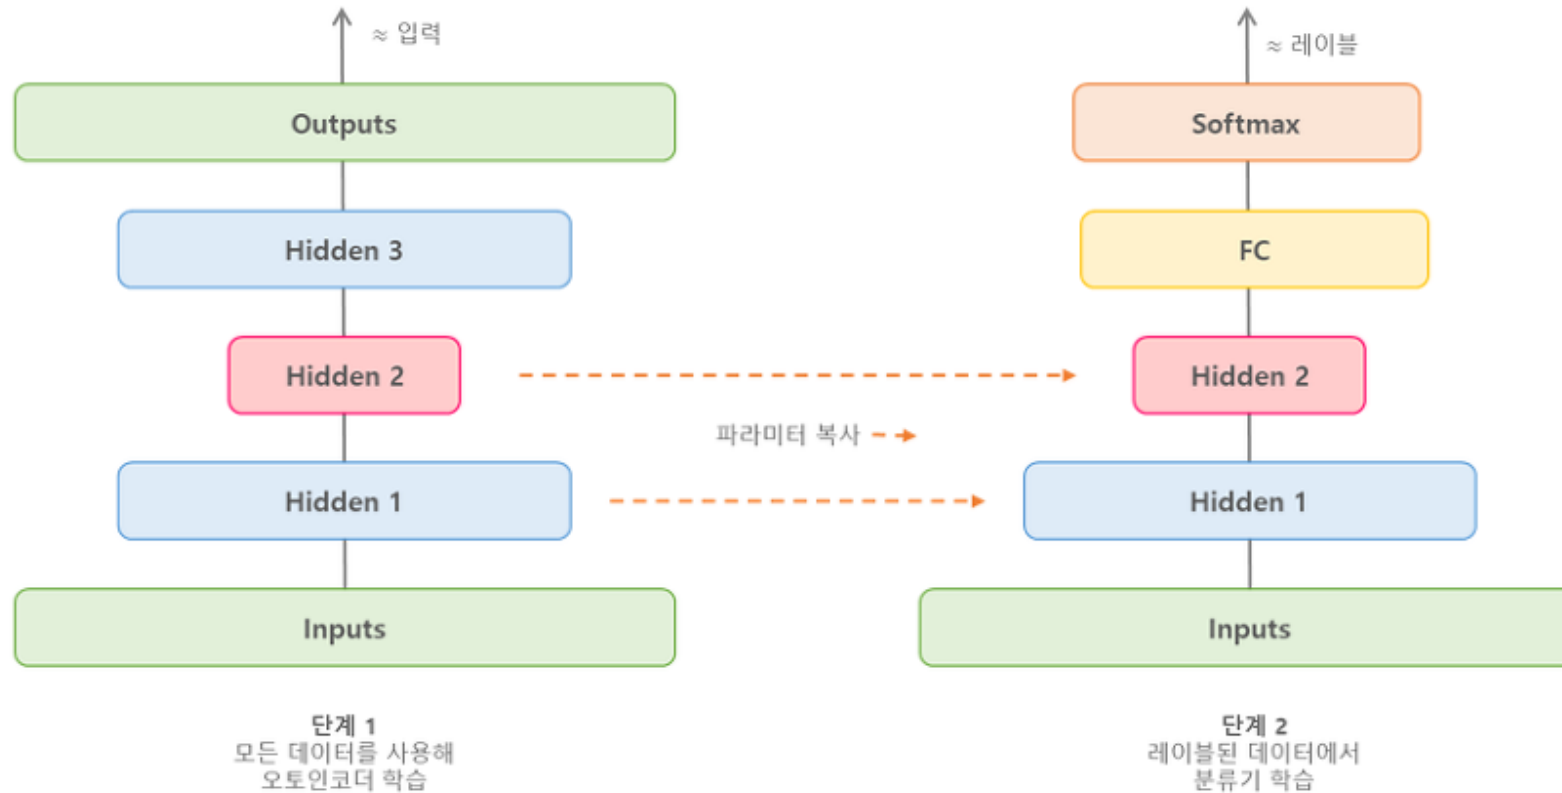 ≈ 입력
Outputs
Hidden 3
Hidden 2
Hidden 1
Inputs
단계 1
모든 데이터를 사용해
오토인코더 학습
파라미터 복사
≈ 레이블
Softmax
FC
Hidden 2
Hidden 1
Inputs
단계 2
레이블된 데이터에서
분류기 학습